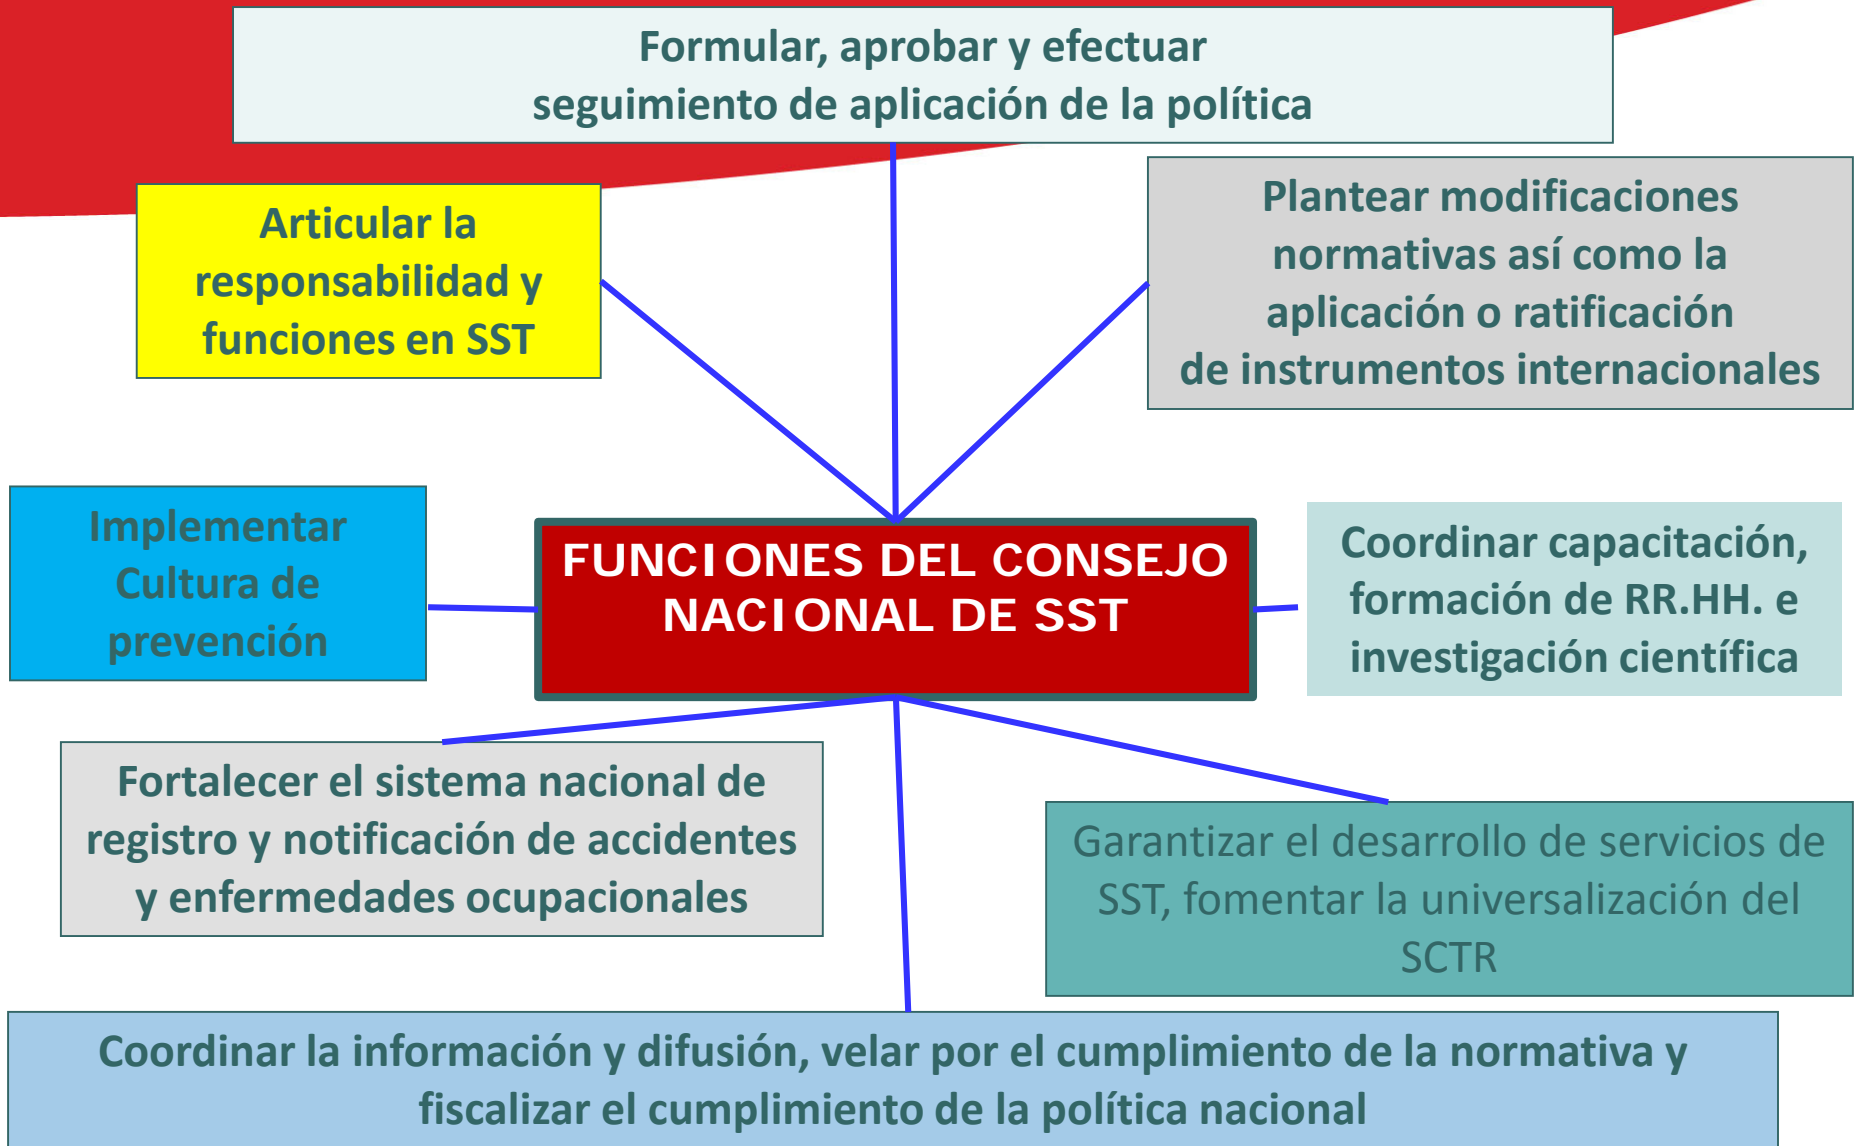 Formular, aprobar y efectuar
seguimiento de aplicación de la política
Articular la
responsabilidad y
funciones en SST
Plantear modificaciones
normativas así como la
aplicación o ratificación
de instrumentos internacionales
Implementar
Cultura de
prevención
FUNCIONES DEL CONSEJO
NACIONAL DE SST
Coordinar capacitación,
formación de RR.HH. e
investigación científica
Fortalecer el sistema nacional de
registro y notificación de accidentes
y enfermedades ocupacionales
Garantizar el desarrollo de servicios de
SST, fomentar la universalización del
SCTR
Coordinar la información y difusión, velar por el cumplimiento de la normativa y
fiscalizar el cumplimiento de la política nacional